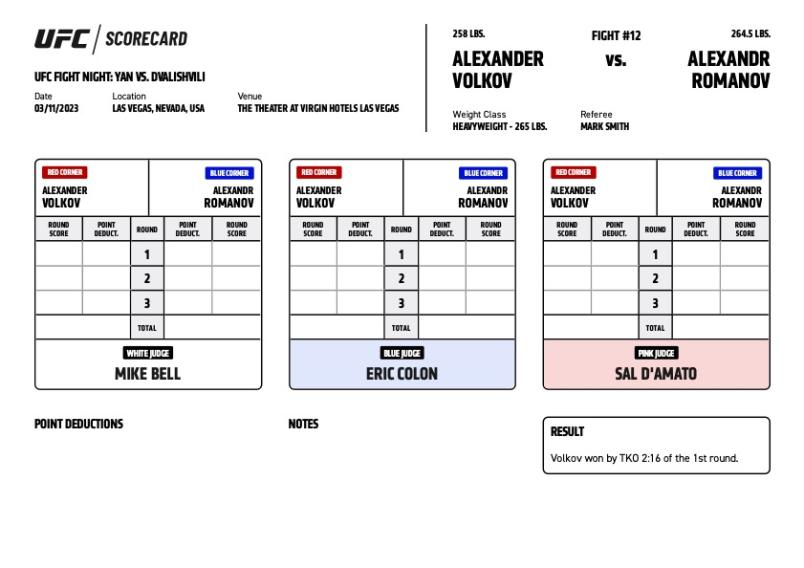 UFC / SCORECARD
UFC FIGHT NIGHT: YAN VS. DVALISHVILI
Date
Location
Venue
03/11/2023
LAS VEGAS, NEVADA, USA
THE THEATER AT VIRGIN HOTELS LAS VEGAS
258 LBS.
FIGHT #12
264.5 LBS.
ALEXANDER
VOLKOV
VS.
ALEXANDR
ROMANOV
Weight Class
Referee
HEAVYWEIGHT - 265 LBS.
MARK SMITH
RED CORNER
BLUE CORNER
ALEXANDER
VOLKOV
ALEXANDR
ROMANOV
ROUND
SCORE
POINT
DEDUCT.
ROUND
POINT
DEDUCT.
ROUND
SCORE
1
2
3
TOTAL
WHITE JUDGE
MIKE BELL
RED CORNER
BLUE CORNER
ALEXANDER
VOLKOV
ALEXANDR
ROMANOV
ROUND
SCORE
POINT
DEDUCT.
ROUND
POINT
DEDUCT.
ROUND
SCORE
1
2
3
TOTAL
BLUE JUDGE
ERIC COLON
RED CORNER
BLUE CORNER
ALEXANDER
VOLKOV
ALEXANDR
ROMANOV
ROUND
SCORE
POINT
DEDUCT.
ROUND
POINT
DEDUCT.
ROUND
SCORE
1
2
3
TOTAL
PINK JUDGE
SAL D'AMATO
POINT DEDUCTIONS
NOTES
RESULT
Volkov won by TKO 2:16 of the 1st round.